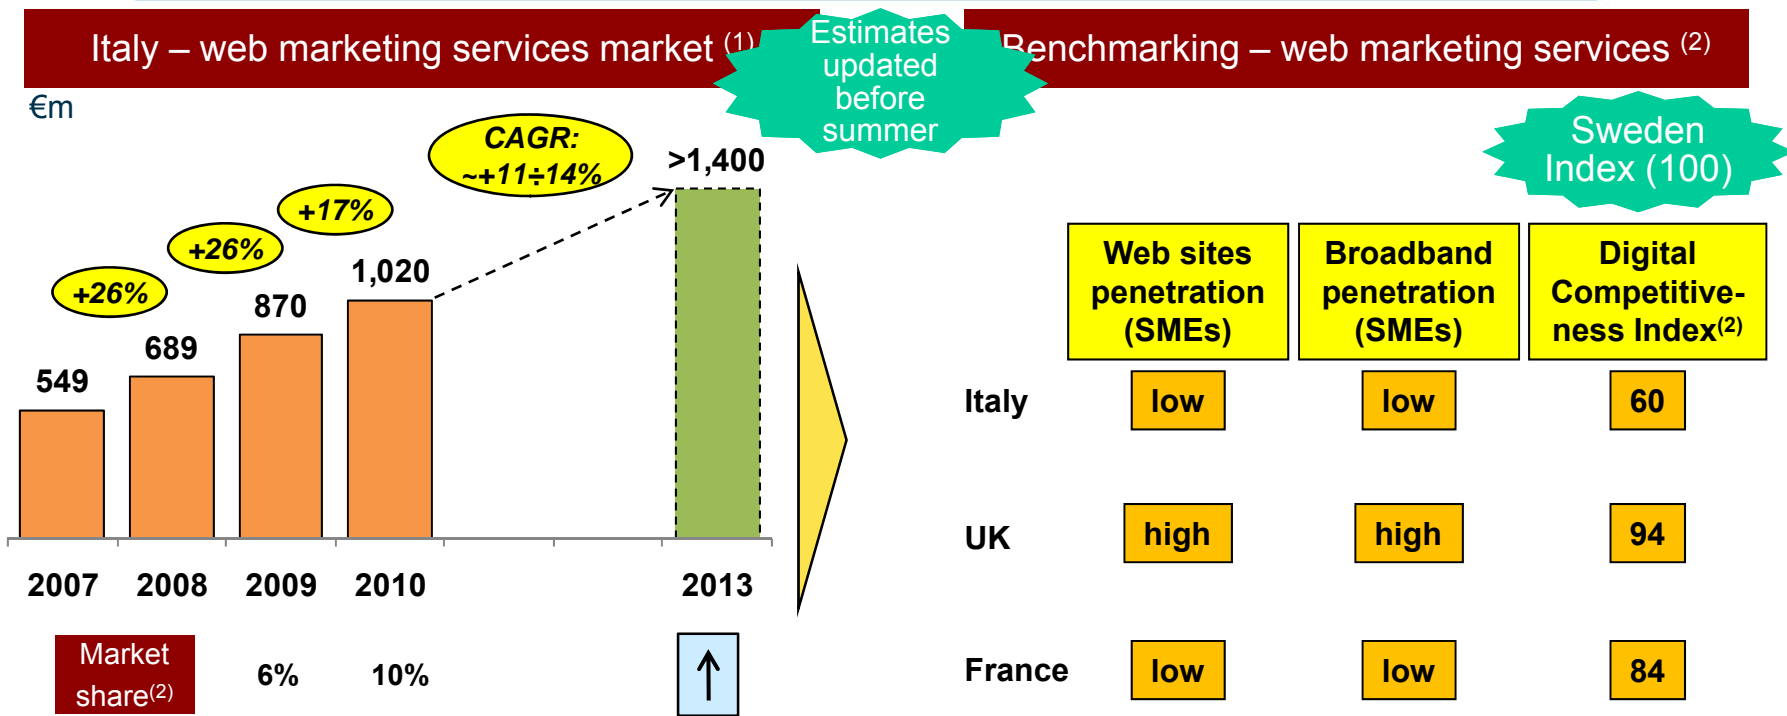 Italy – web marketing services market (1)
Estimates
updated
before
summer
Benchmarking – web marketing services (2)
€m
Sweden
Index (100)
CAGR:
~+11÷14%
>1,400
+17%
+26%
+26%
1,020
870
689
549
2007 2008 2009 2010 2013
Market
share(2)
6% 10%
Web sites
penetration
(SMEs)
Broadband
penetration
(SMEs)
Digital
Competitive-
ness Index(2)
Italy low low 60
UK high high 94
France low low 84